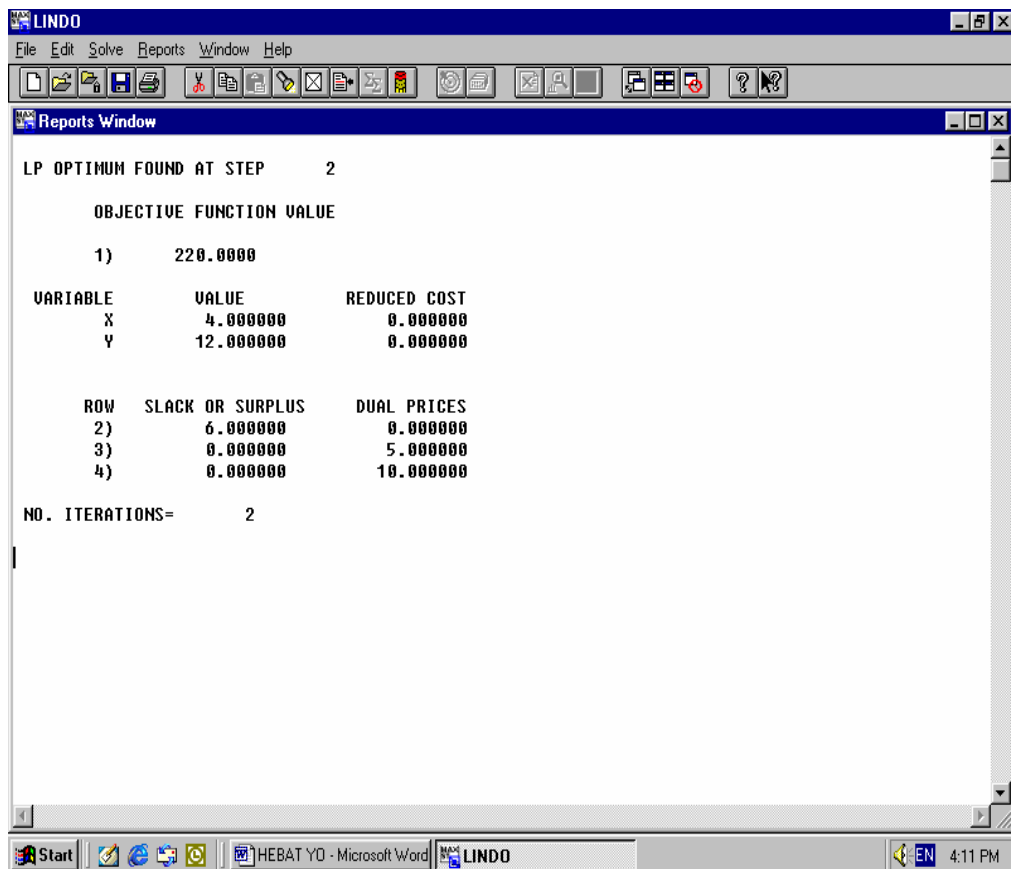 LINDO
File Edit Solve Reports Window Help
Reports Window
LP OPTIMUM FOUND AT STEP 2
OBJECTIVE FUNCTION VALUE
1) 220.0000
VARIABLE VALUE REDUCED COST
X 4.000000 0.000000
Y 12.000000 0.000000
ROW SLACK OR SURPLUS DUAL PRICES
2) 6.000000 0.000000
3) 0.000000 5.000000
4) 0.000000 10.000000
NO. ITERATIONS= 2
Start HEBAT YO - Microsoft Word LINDO EN 4:11 PM